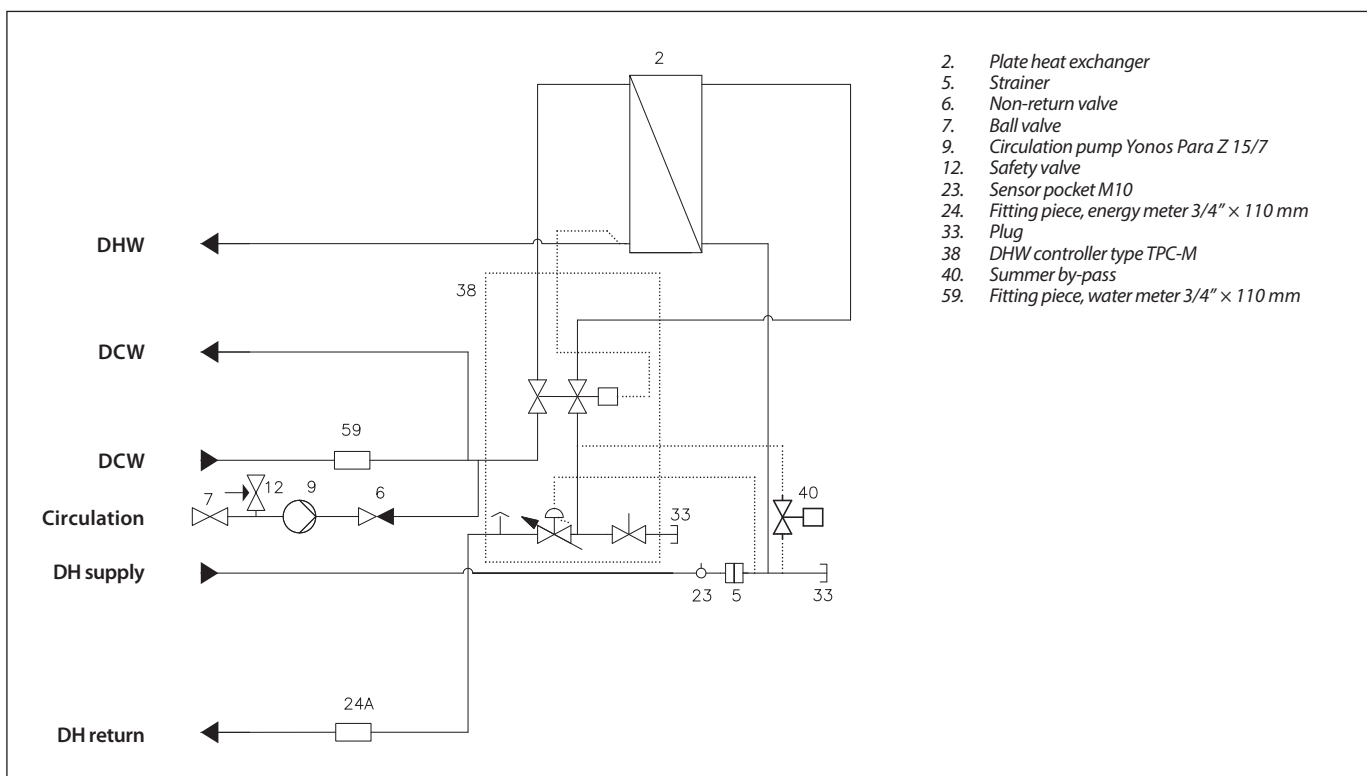 2
2. Plate heat exchanger
5. Strainer
6. Non-return valve
7. Ball valve
9. Circulation pump Yonos Para Z 15/7
12. Safety valve
23. Sensor pocket M10
24. Fitting piece, energy meter 3/4" × 110 mm
33. Plug
38 DHW controller type TPC-M
40. Summer by-pass
59. Fitting piece, water meter 3/4" × 110 mm
DHW
38
DCW
59
DCW
7
12
9
6
40
Circulation
33
DH supply
23
5
33
24A
DH return